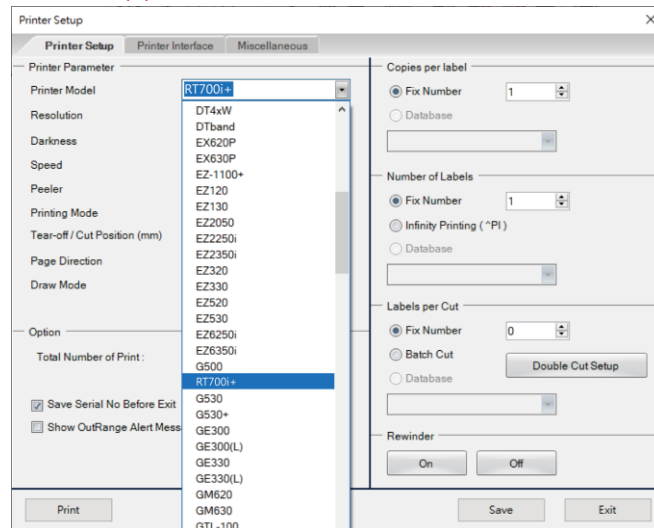 Printer Setup
Printer Setup Printer Interface Miscellaneous
Printer Parameter
Printer Model
RT700i+
Resolution
Darkness
Speed
Peeler
Printing Mode
Tear-off / Cut Position (mm)
Page Direction
Draw Mode
DT4xW
DTband
EX620P
EX630P
EZ-1100+
EZ120
EZ130
EZ2050
EZ2250i
EZ2350i
EZ320
EZ330
EZ520
EZ530
EZ6250i
EZ6350i
G500
RT700i+
G530
G530+
GE300
GE300(L)
GE330
GE330(L)
GM620
GM630
GTL-100
Option
Total Number of Print :
Save Serial No Before Exit
Show OutRange Alert Mess
Copies per label
Fix Number 1
Database
Number of Labels
Fix Number 1
Infinity Printing ( ^PI )
Database
Labels per Cut
Fix Number 0
Batch Cut
Double Cut Setup
Database
Rewinder
On Off
Print Save Exit